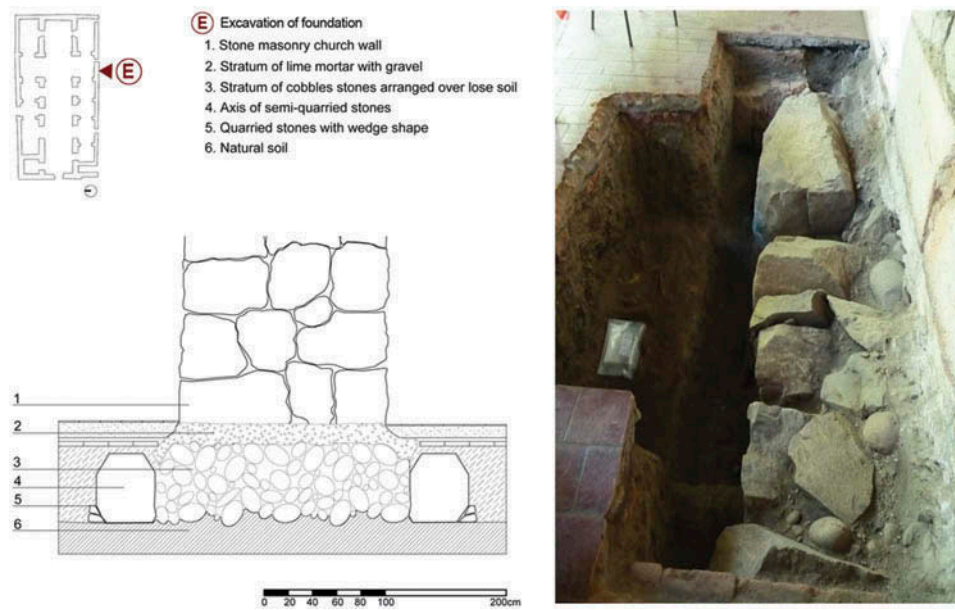 E Excavation of foundation
1. Stone masonry church wall
2. Stratum of lime mortar with gravel
3. Stratum of cobbles stones arranged over lose soil
4. Axis of semi-quarried stones
5. Quarried stones with wedge shape
6. Natural soil
E
1
2
3
4
5
6
0 20 40 60 80 100 200cm